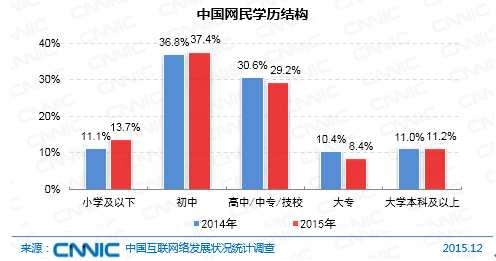 中国网民学历结构
40%
30%
20%
10%
0%
11.1% 13.7%
36.8% 37.4%
30.6% 29.2%
10.4% 8.4%
11.0% 11.2%
小学及以下 初中 高中/中专/技校 大专 大学本科及以上
2014年 2015年
来源: CNNIC 中国互联网络发展状况统计调查 2015.12